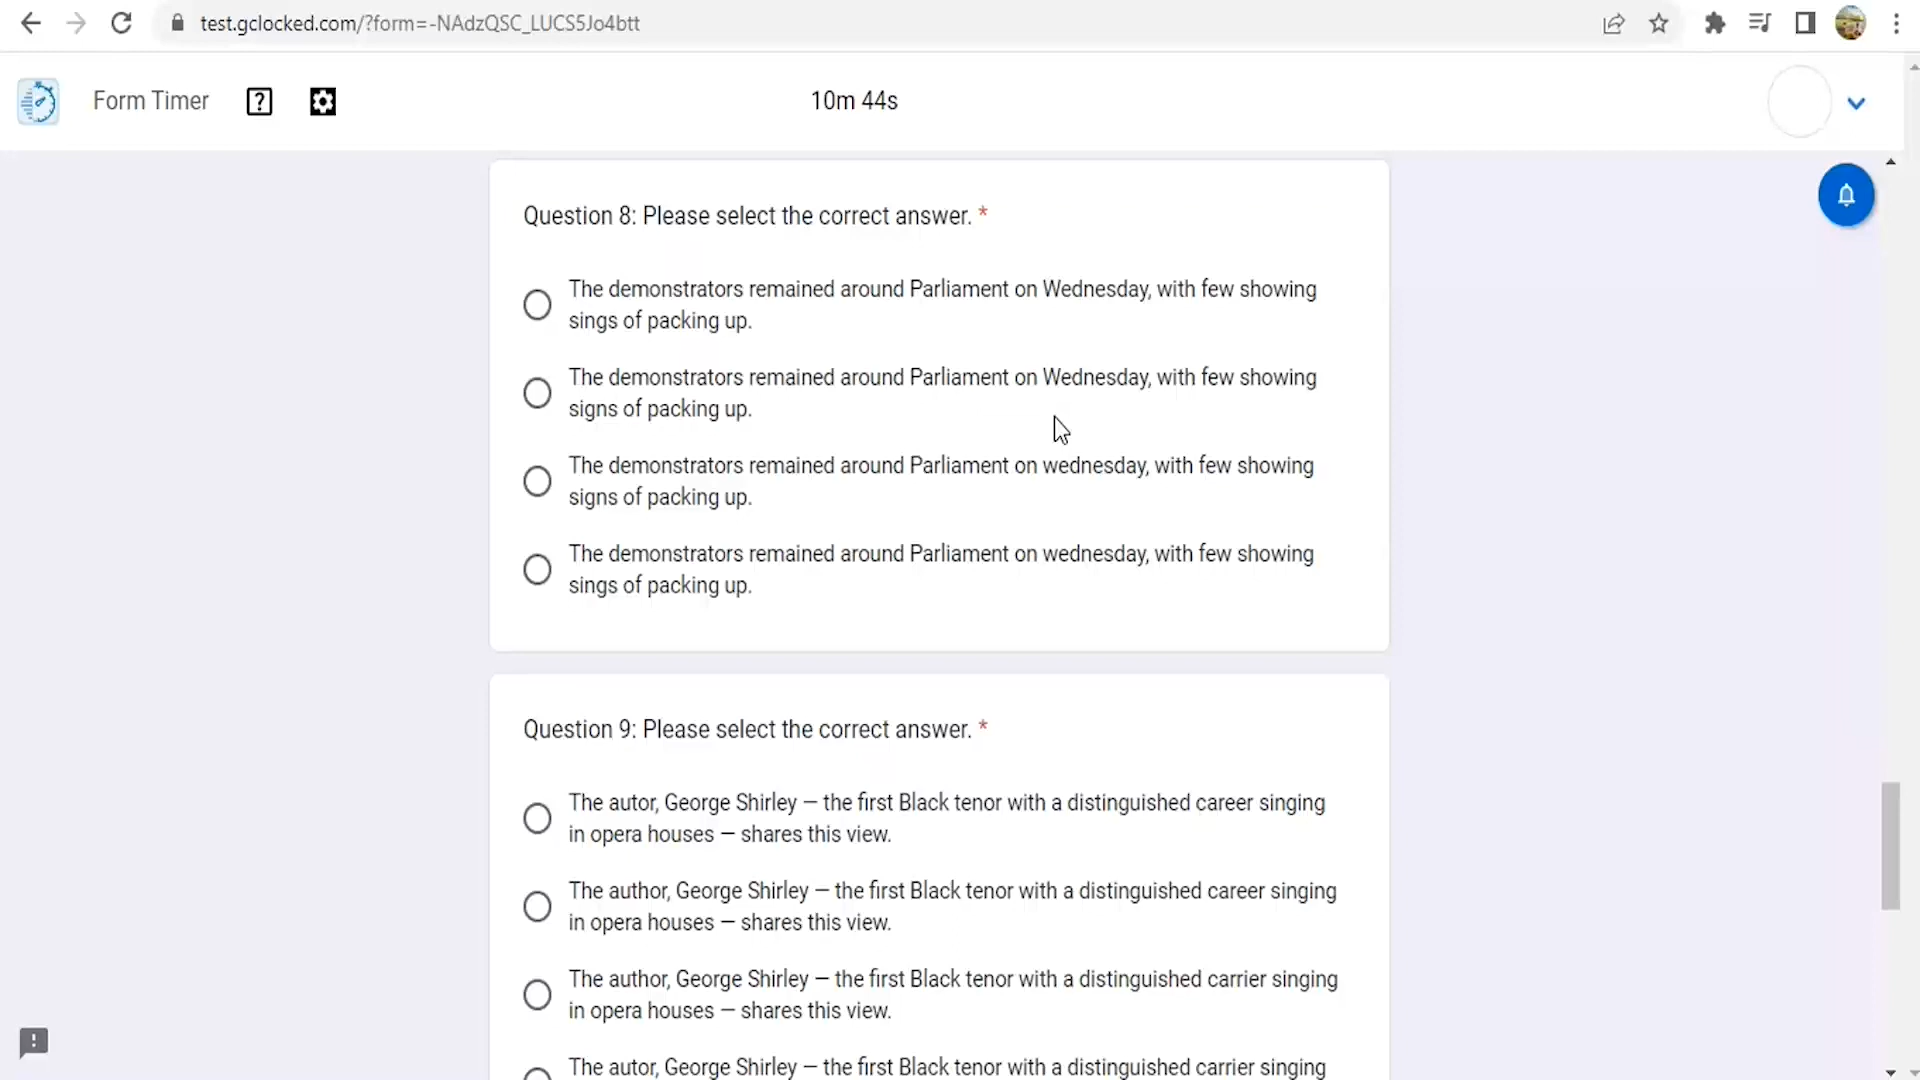 test.gclocked.com/?form=-NAdzQSC_LUCS5Jo4btt
Form Timer
10m 44s
Question 8: Please select the correct answer. *
The demonstrators remained around Parliament on Wednesday, with few showing
sings of packing up.
The demonstrators remained around Parliament on Wednesday, with few showing
signs of packing up.
The demonstrators remained around Parliament on wednesday, with few showing
signs of packing up.
The demonstrators remained around Parliament on wednesday, with few showing
sings of packing up.
Question 9: Please select the correct answer. *
The autor, George Shirley — the first Black tenor with a distinguished career singing
in opera houses — shares this view.
The author, George Shirley — the first Black tenor with a distinguished career singing
in opera houses — shares this view.
The author, George Shirley — the first Black tenor with a distinguished carrier singing
in opera houses — shares this view.
The autor, George Shirley — the first Black tenor with a distinguished carrier singing